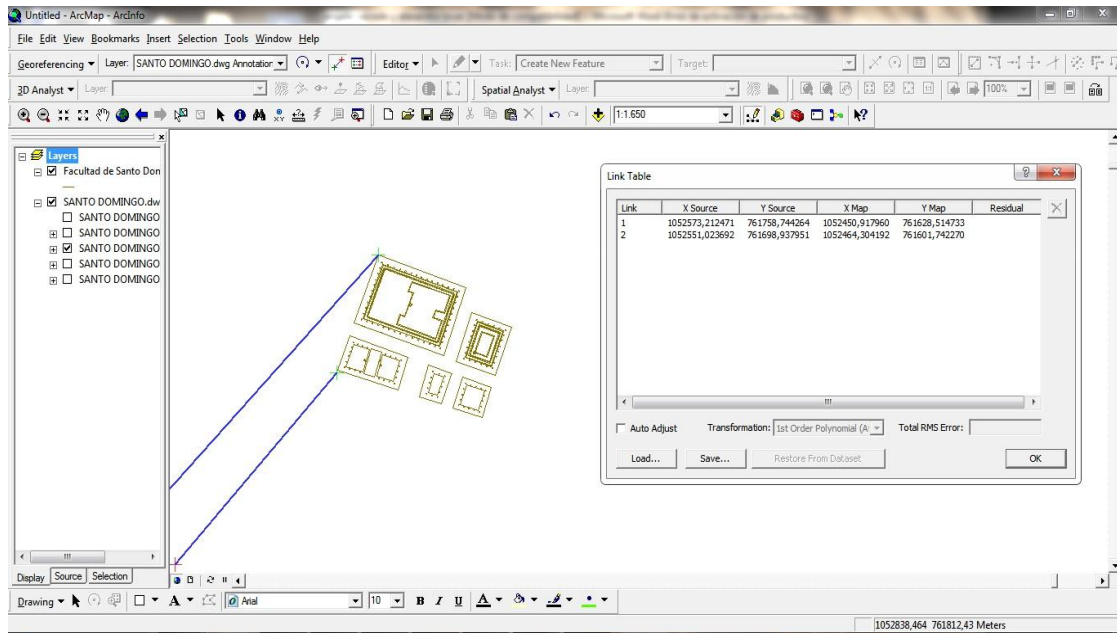 Untitled - ArcMap - ArcInfo
File Edit View Bookmarks Insert Selection Tools Window Help
Georeferencing Layer: SANTO DOMINGO.dwg Annotation Editor Task: Create New Feature Target:
3D Analyst Layer: Spatial Analyst Layer: 100%
1:1.650
Layers
Facultad de Santo Don
SANTO DOMINGO.dw
SANTO DOMINGO
SANTO DOMINGO
SANTO DOMINGO
SANTO DOMINGO
SANTO DOMINGO
Link Table
Link X Source Y Source X Map Y Map Residual
1 1052573,212471 761758,744264 1052450,917960 761628,514733
2 1052551,023692 761698,937951 1052464,304192 761601,742270
Auto Adjust Transformation: 1st Order Polynomial (A Total RMS Error:
Load... Save... Restore From Dataset OK
Display Source Selection
Drawing A Arial 10 B I U A
1052838,464 761812,43 Meters